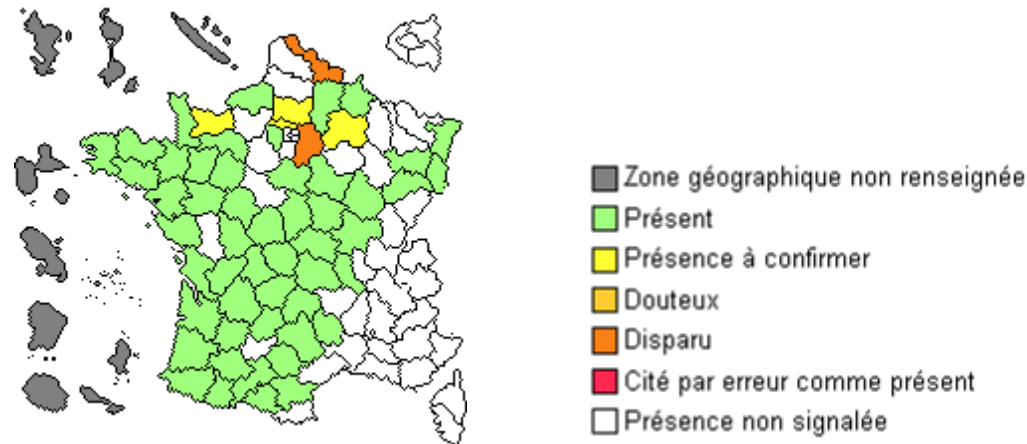 Zone géographique non renseignée
Présent
Présence à confirmer
Douteux
Disparu
Cité par erreur comme présent
Présence non signalée